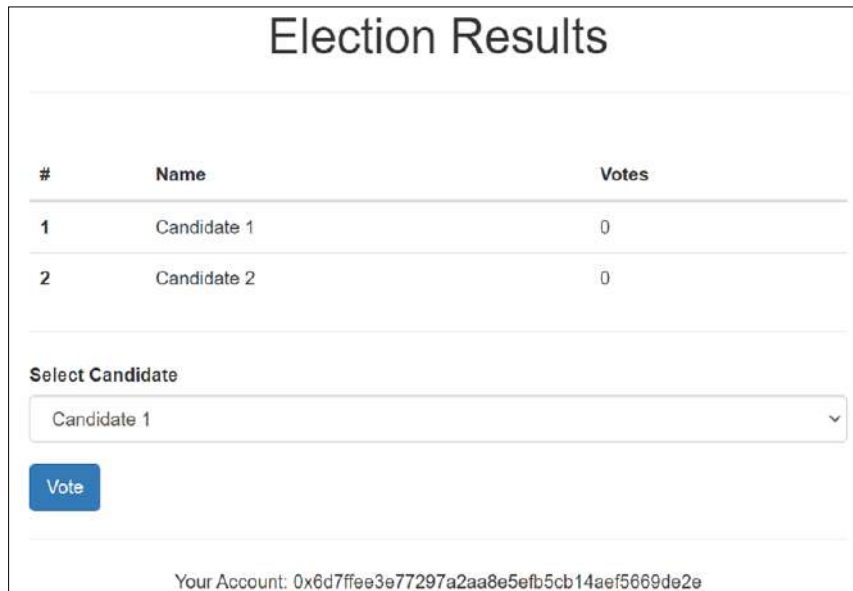 Election Results
# Name Votes
1 Candidate 1 0
2 Candidate 2 0
Select Candidate
Candidate 1
Vote
Your Account: 0x6d7ffee3e77297a2aa8e5efb5cb14aef5669de2e